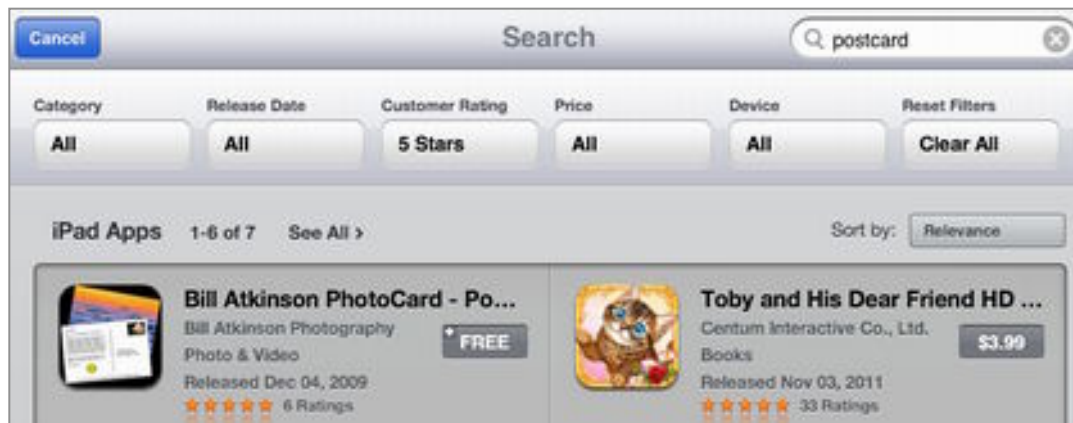 Cancel Search postcard
Category Release Date Customer Rating Price Device Reset Filters
All All 5 Stars All All Clear All
iPad Apps 1-6 of 7 See All › Sort by: Relevance
Bill Atkinson PhotoCard - Po...
Bill Atkinson Photography
FREE
Photo & Video
Released Dec 04, 2009
6 Ratings
Toby and His Dear Friend HD ...
Centum Interactive Co., Ltd.
$3.99
Books
Released Nov 03, 2011
33 Ratings